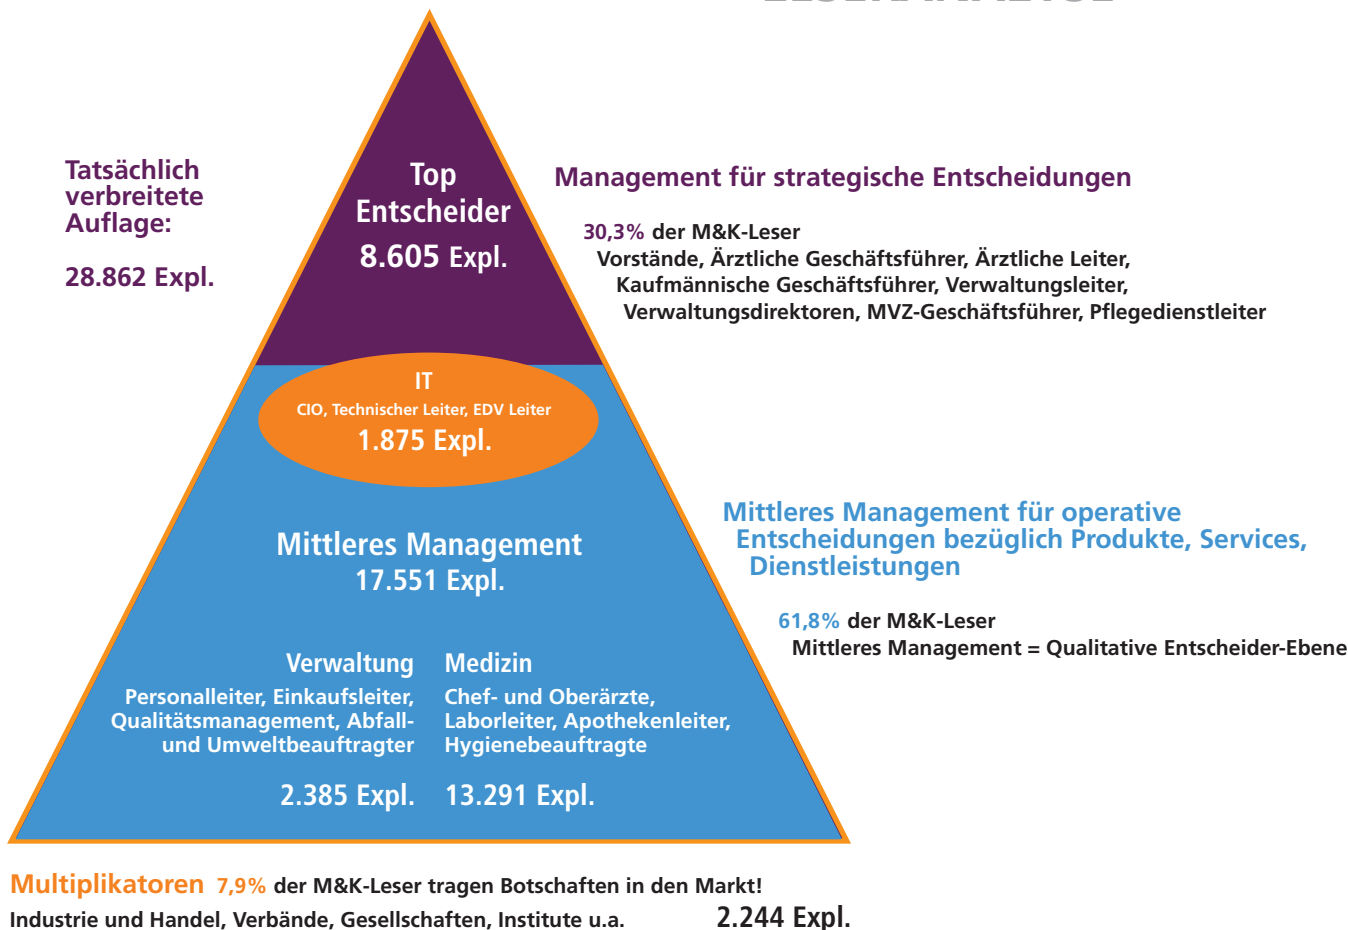 Tatsächlich
verbreitete
Auflage:
28.862 Expl.
Top
Entscheider
8.605 Expl.
Management für strategische Entscheidungen
30,3% der M&K-Leser
Vorstände, Ärztliche Geschäftsführer, Ärztliche Leiter,
Kaufmännische Geschäftsführer, Verwaltungsleiter,
Verwaltungsdirektoren, MVZ-Geschäftsführer, Pflegedienstleiter
IT
CIO, Technischer Leiter, EDV Leiter
1.875 Expl.
Mittleres Management
17.551 Expl.
Mittleres Management für operative
Entscheidungen bezüglich Produkte, Services,
Dienstleistungen
61,8% der M&K-Leser
Mittleres Management = Qualitative Entscheider-Ebene
Verwaltung
Personalleiter, Einkaufsleiter,
Qualitätsmanagement, Abfall-
und Umweltbeauftragter
2.385 Expl.
Medizin
Chef- und Oberärzte,
Laborleiter, Apothekenleiter,
Hygienebeauftragte
13.291 Expl.
Multiplikatoren 7,9% der M&K-Leser tragen Botschaften in den Markt!
Industrie und Handel, Verbände, Gesellschaften, Institute u.a. 2.244 Expl.